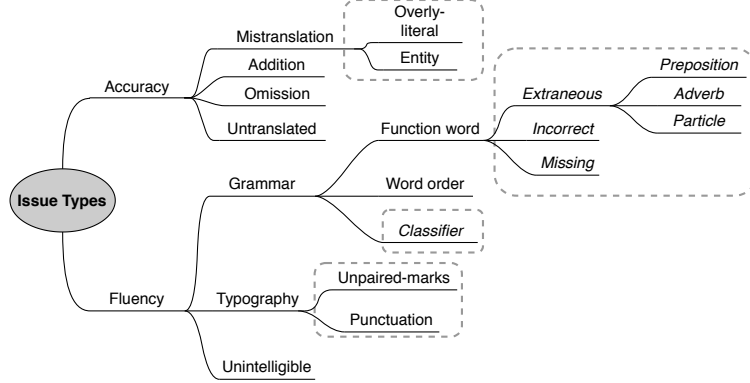 Issue Types
Accuracy
Mistranslation
Overly-
literal
Entity
Addition
Omission
Untranslated
Fluency
Grammar
Function word
Extraneous
Preposition
Adverb
Particle
Incorrect
Missing
Word order
Classifier
Typography
Unpaired-marks
Punctuation
Unintelligible